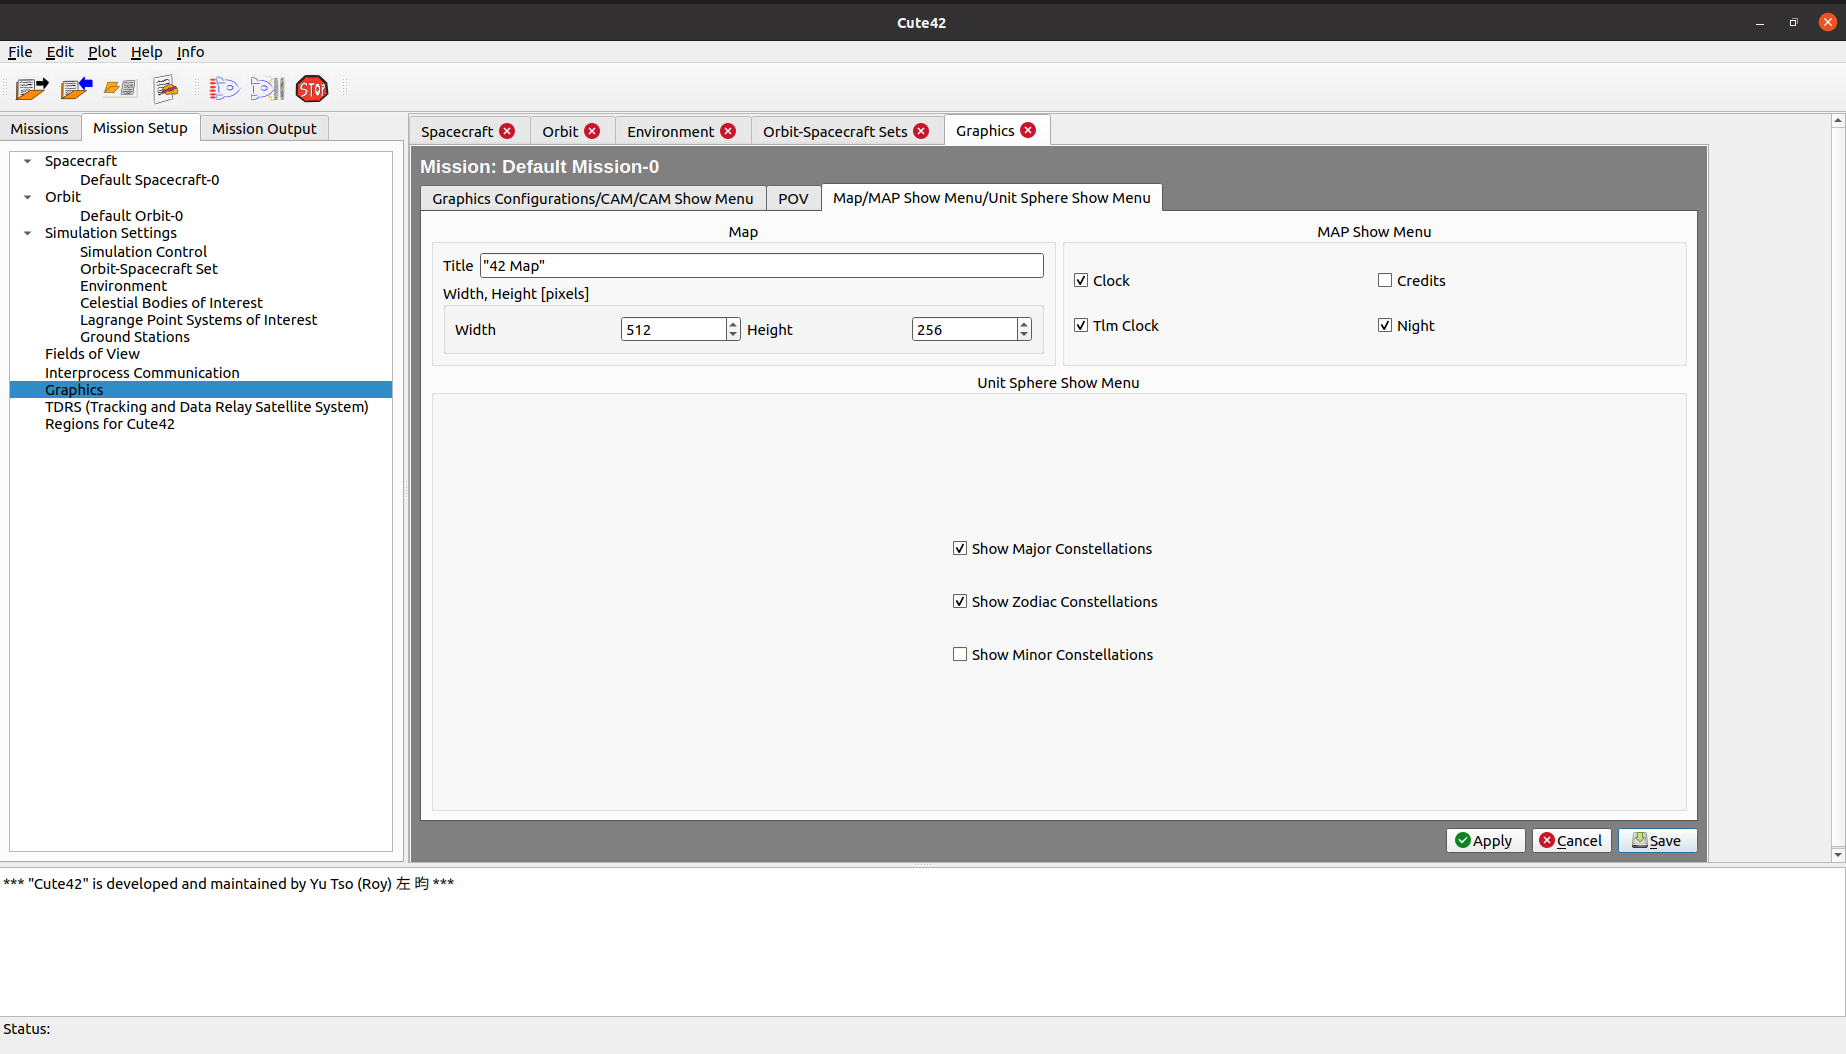 Cute42
File Edit Plot Help Info
STOP
Missions Mission Setup Mission Output
Spacecraft
Default Spacecraft-0
Orbit
Default Orbit-0
Simulation Settings
Simulation Control
Orbit-Spacecraft Set
Environment
Celestial Bodies of Interest
Lagrange Point Systems of Interest
Ground Stations
Fields of View
Interprocess Communication
Graphics
TDRS (Tracking and Data Relay Satellite System)
Regions for Cute42
Spacecraft Orbit Environment Orbit-Spacecraft Sets Graphics
Mission: Default Mission-0
Graphics Configurations/CAM/CAM Show Menu POV Map/MAP Show Menu/Unit Sphere Show Menu
Map
Title "42 Map"
Width, Height [pixels]
Width 512 Height 256
MAP Show Menu
Clock Credits
Tlm Clock Night
Unit Sphere Show Menu
Show Major Constellations
Show Zodiac Constellations
Show Minor Constellations
Apply Cancel Save
*** "Cute42" is developed and maintained by Yu Tso (Roy) 左 昀 ***
Status: